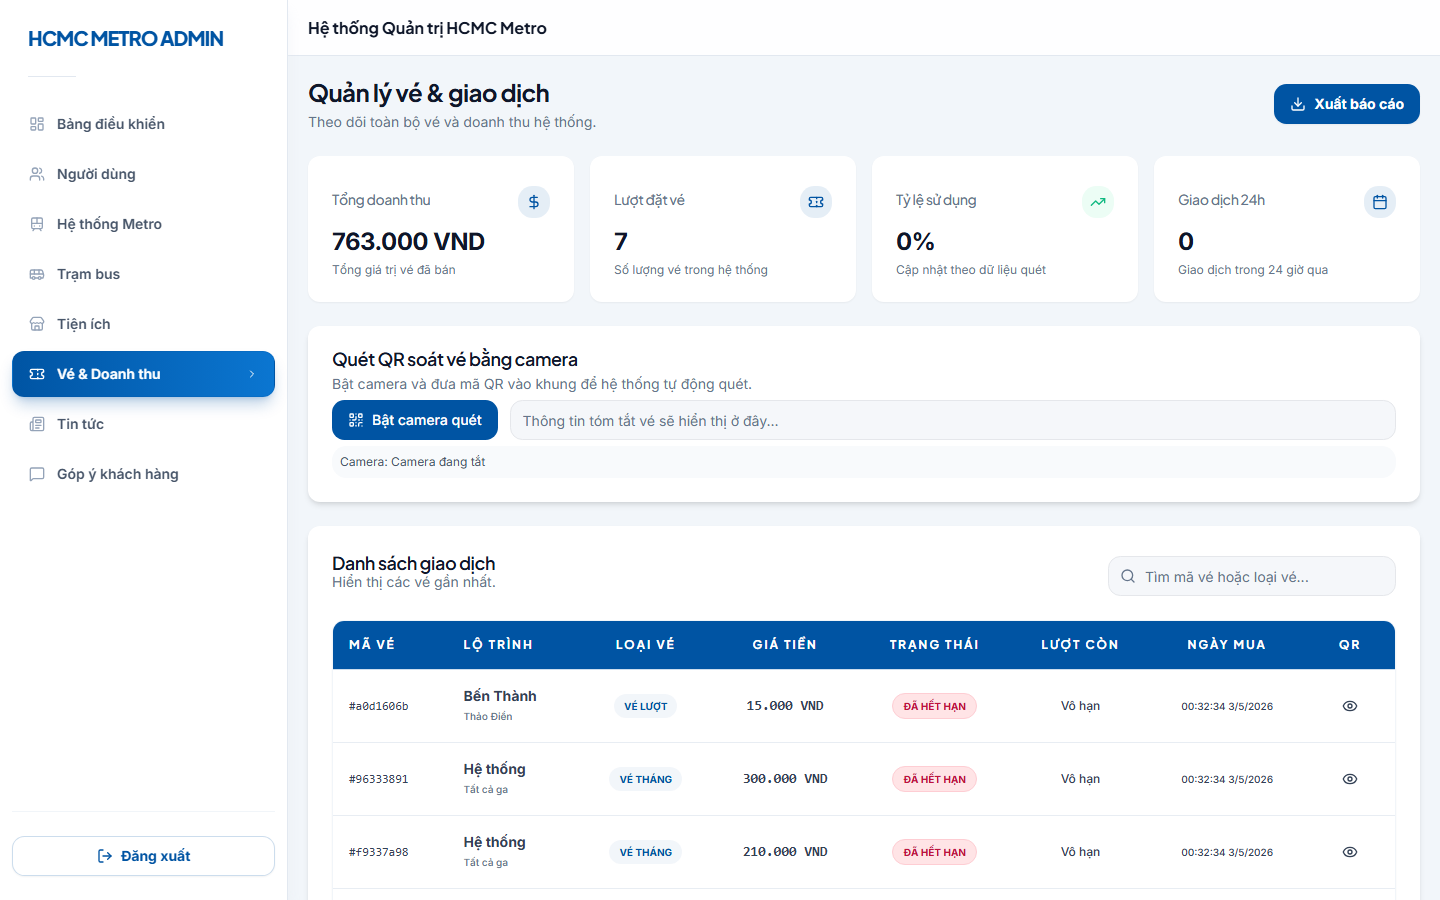 HCMC METRO ADMIN
Bảng điều khiển
Người dùng
Hệ thống Metro
Trạm bus
Tiện ích
Vé & Doanh thu
Tin tức
Góp ý khách hàng
Đăng xuất
Hệ thống Quản trị HCMC Metro
Quản lý vé & giao dịch
Theo dõi toàn bộ vé và doanh thu hệ thống.
Xuất báo cáo
Tổng doanh thu
763.000 VND
Tổng giá trị vé đã bán
Lượt đặt vé
7
Số lượng vé trong hệ thống
Tỷ lệ sử dụng
0%
Cập nhật theo dữ liệu quét
Giao dịch 24h
0
Giao dịch trong 24 giờ qua
Quét QR soát vé bằng camera
Bật camera và đưa mã QR vào khung để hệ thống tự động quét.
Bật camera quét
Thông tin tóm tắt vé sẽ hiển thị ở đây...
Camera: Camera đang tắt
Danh sách giao dịch
Hiển thị các vé gần nhất.
Tìm mã vé hoặc loại vé...
MÃ VÉ LỘ TRÌNH LOẠI VÉ GIÁ TIỀN TRẠNG THÁI LƯỢT CÒN NGÀY MUA QR
#a0d1606b Bến Thành VÉ LƯỢT 15.000 VND ĐÃ HẾT HẠN Vô hạn 00:32:34 3/5/2026
Thảo Điền
#96333891 Hệ thống VÉ THÁNG 300.000 VND ĐÃ HẾT HẠN Vô hạn 00:32:34 3/5/2026
Tất cả ga
#f9337a98 Hệ thống VÉ THÁNG 210.000 VND ĐÃ HẾT HẠN Vô hạn 00:32:34 3/5/2026
Tất cả ga